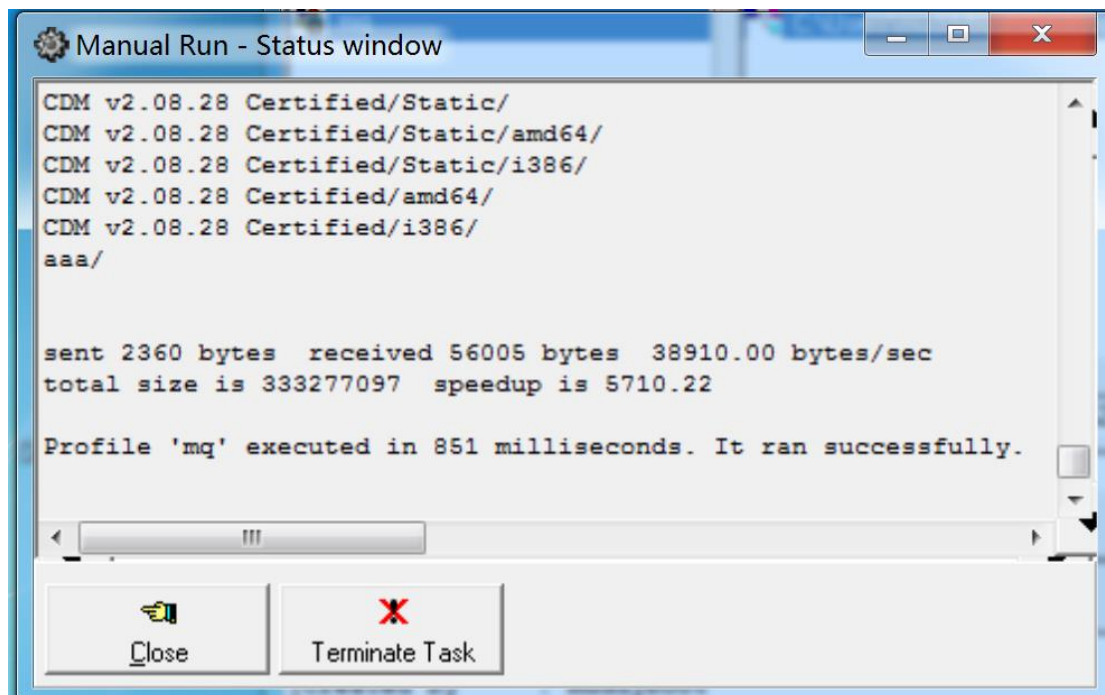 Manual Run - Status window
CDM v2.08.28 Certified/Static/
CDM v2.08.28 Certified/Static/amd64/
CDM v2.08.28 Certified/Static/i386/
CDM v2.08.28 Certified/amd64/
CDM v2.08.28 Certified/i386/
aaa/
sent 2360 bytes  received 56005 bytes  38910.00 bytes/sec
total size is 333277097  speedup is 5710.22
Profile 'mq' executed in 851 milliseconds. It ran successfully.
Close
Terminate Task